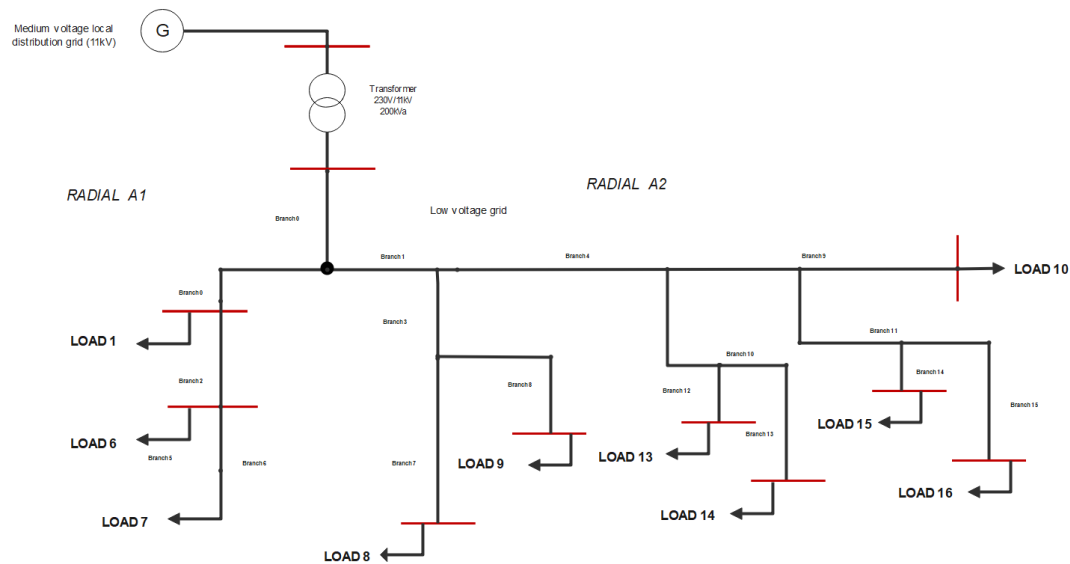 Medium voltage local
distribution grid (11kV)
G
Transformer
230V/11kV
200kVa
RADIAL A1
RADIAL A2
Low voltage grid
Branch 0
Branch 1
Branch 4
Branch 9
LOAD 10
Branch 0
LOAD 1
Branch 3
Branch 11
Branch 10
Branch 14
Branch 2
Branch 8
Branch 12
Branch 15
LOAD 6
LOAD 15
Branch 13
Branch 5
Branch 6
Branch 7
LOAD 9
LOAD 13
LOAD 16
LOAD 7
LOAD 14
LOAD 8